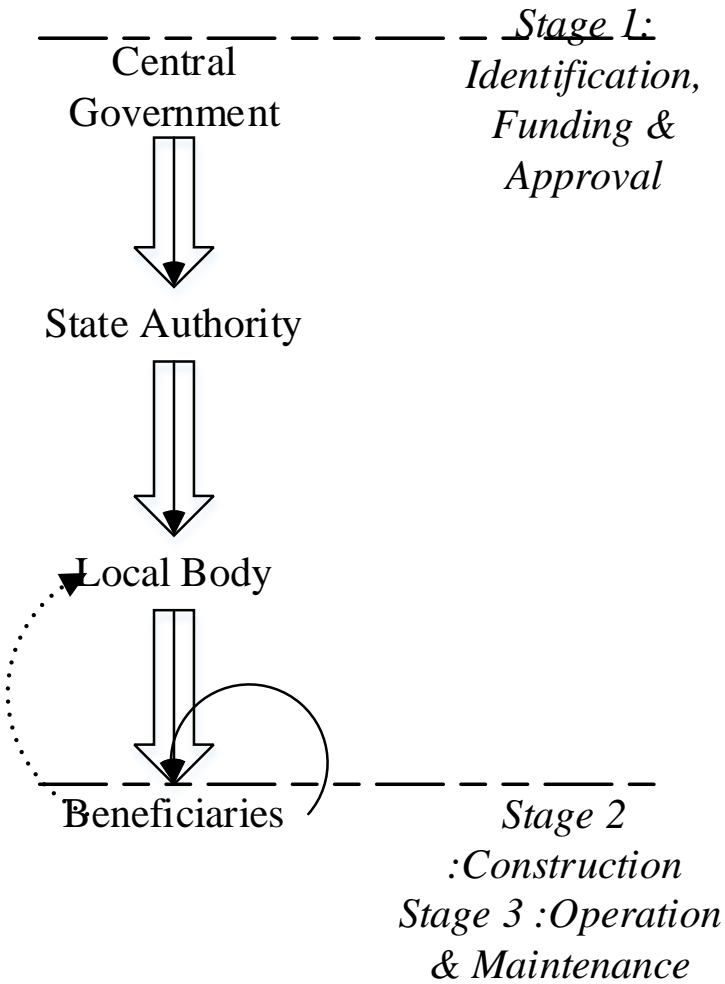 Central
Government
Stage 1:
Identification,
Funding &
Approval
State Authority
Local Body
Beneficiaries
Stage 2
:Construction
Stage 3 :Operation
& Maintenance